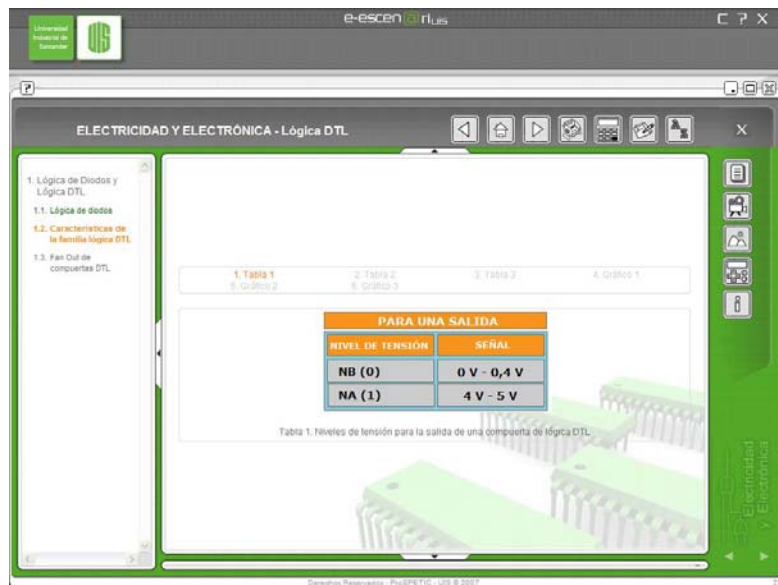 Universidad
Industrial de
Santander
UIS
e-escen@riUIS
ELECTRICIDAD Y ELECTRÓNICA - Lógica DTL
1. Lógica de Diodos y
Lógica DTL
1.1. Lógica de diodos
1.2. Características de
la familia lógica DTL
1.3. Fan Out de
compuertas DTL
1. Tabla 1
2. Tabla 2
3. Tabla 3
4. Gráfico 1
5. Gráfico 2
6. Gráfico 3
PARA UNA SALIDA
NIVEL DE TENSIÓN SEÑAL
NB (0) 0 V - 0,4 V
NA (1) 4 V - 5 V
Tabla 1. Niveles de tensión para la salida de una compuerta de lógica DTL
Electricidad
y Electrónica
Derechos Reservados - ProSPETIC - UIS © 2007